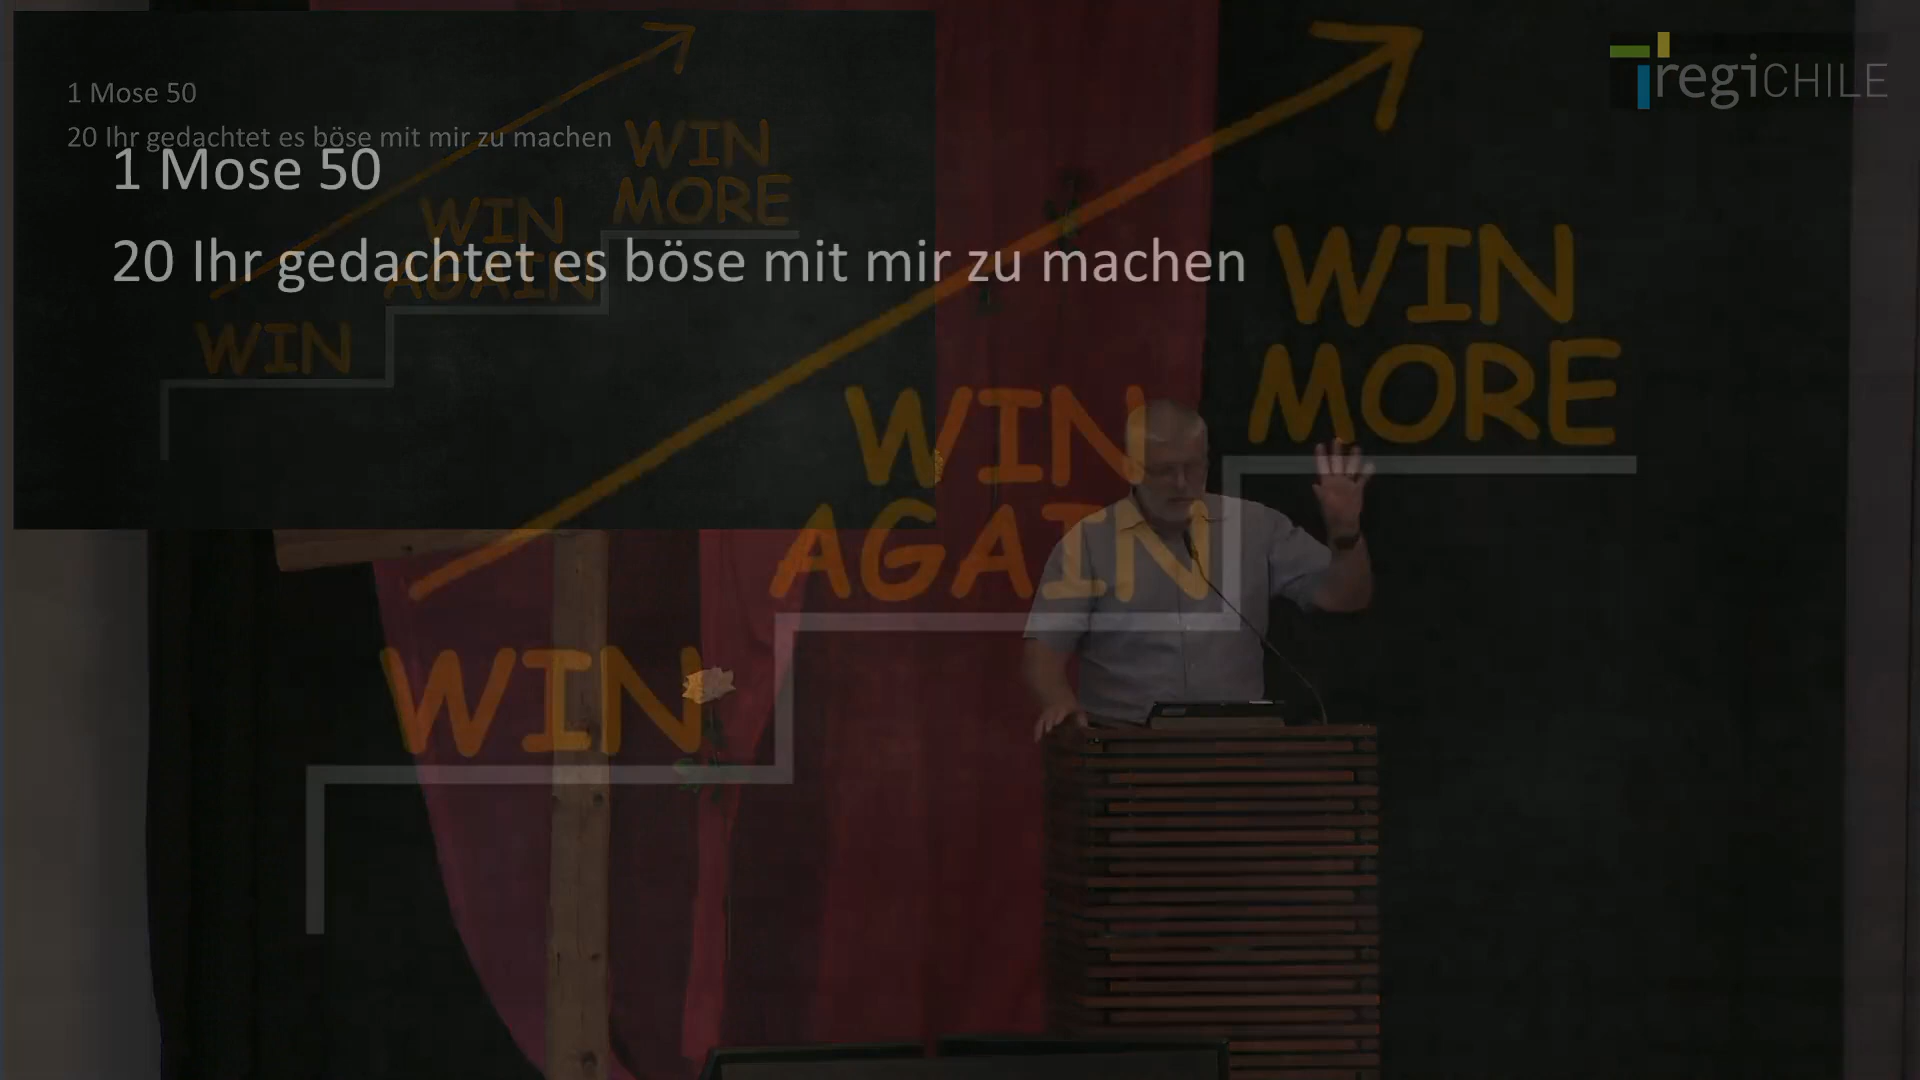 1 Mose 50
20 Ihr gedachtet es böse mit mir zu machen
WIN
MORE
WIN
AGAIN
WIN
regiCHILE
1 Mose 50
20 Ihr gedachtet es böse mit mir zu machen
WIN
MORE
WIN
AGAIN
WIN